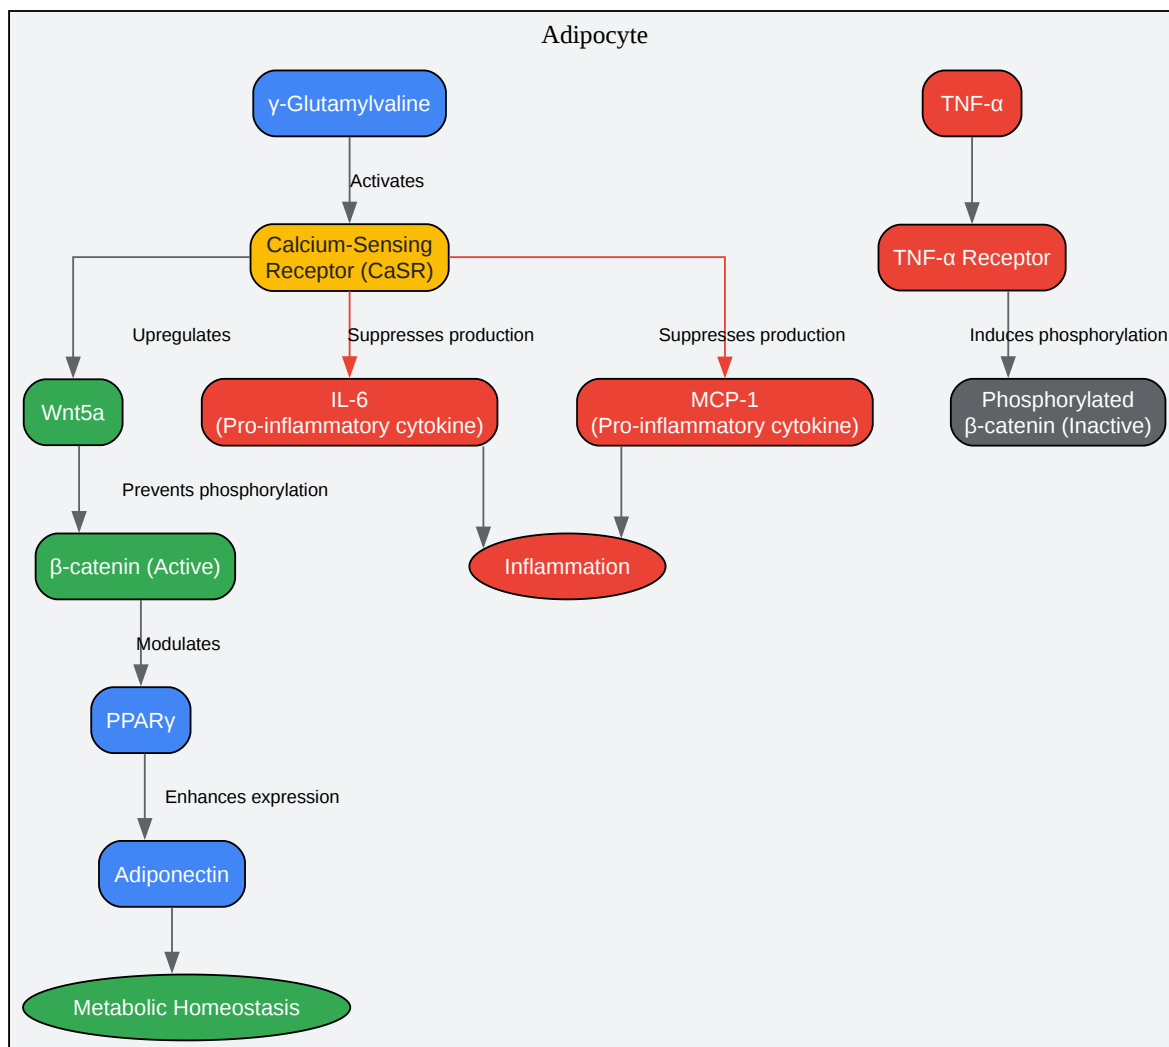 Adipocyte
γ-Glutamylvaline
TNF-α
Activates
Calcium-Sensing
Receptor (CaSR)
TNF-α Receptor
Upregulates
Suppresses production
Suppresses production
Induces phosphorylation
Wnt5a
IL-6
(Pro-inflammatory cytokine)
MCP-1
(Pro-inflammatory cytokine)
Phosphorylated
β-catenin (Inactive)
Prevents phosphorylation
β-catenin (Active)
Inflammation
Modulates
PPARγ
Enhances expression
Adiponectin
Metabolic Homeostasis